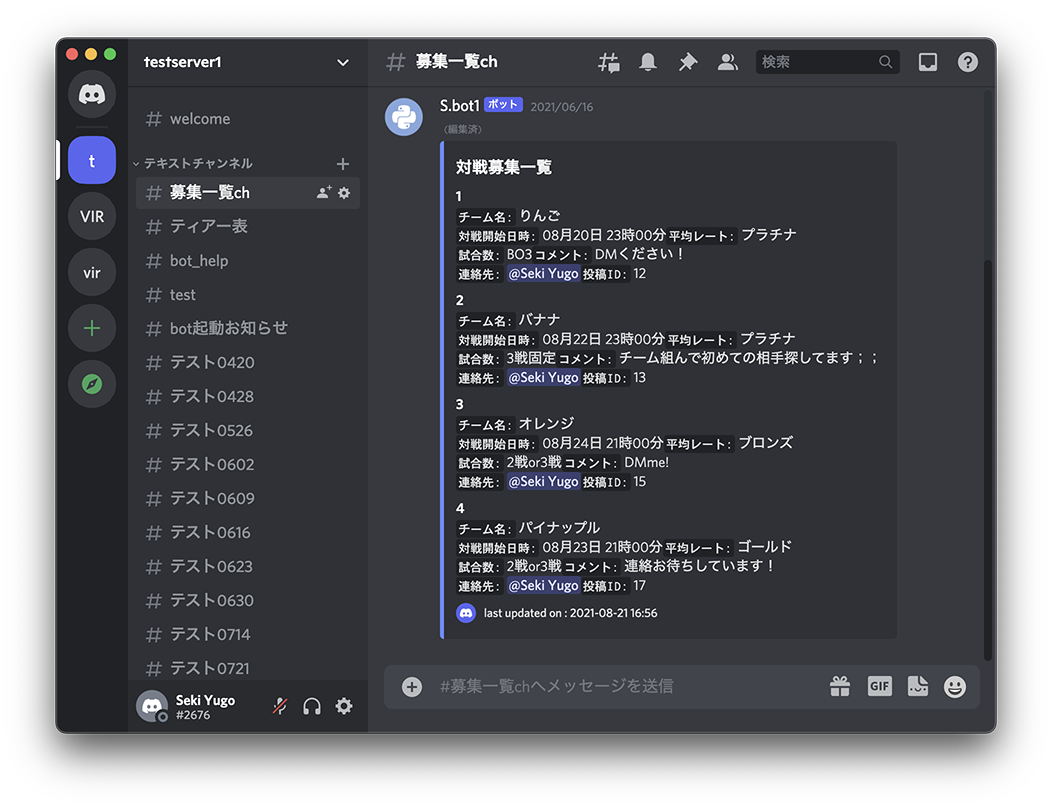 testserver1
welcome
t
テキストチャンネル
募集一覧ch
VIR
ティアー表
bot_help
vir
test
bot起動お知らせ
テスト0420
テスト0428
テスト0526
テスト0602
テスト0609
テスト0616
テスト0623
テスト0630
テスト0714
テスト0721
Seki Yugo
#2676
募集一覧ch
検索
S.bot1 ボット 2021/06/16
(編集済)
対戦募集一覧
1
チーム名: りんご
対戦開始日時: 08月20日 23時00分 平均レート: プラチナ
試合数: BO3 コメント: DMください！
連絡先: @Seki Yugo 投稿ID: 12
2
チーム名: バナナ
対戦開始日時: 08月22日 23時00分 平均レート: プラチナ
試合数: 3戦固定 コメント: チーム組んで初めての相手探してます；；
連絡先: @Seki Yugo 投稿ID: 13
3
チーム名: オレンジ
対戦開始日時: 08月24日 21時00分 平均レート: ブロンズ
試合数: 2戦or3戦 コメント: DMme!
連絡先: @Seki Yugo 投稿ID: 15
4
チーム名: パイナップル
対戦開始日時: 08月23日 21時00分 平均レート: ゴールド
試合数: 2戦or3戦 コメント: 連絡お待ちしています！
連絡先: @Seki Yugo 投稿ID: 17
last updated on : 2021-08-21 16:56
#募集一覧chへメッセージを送信
GIF